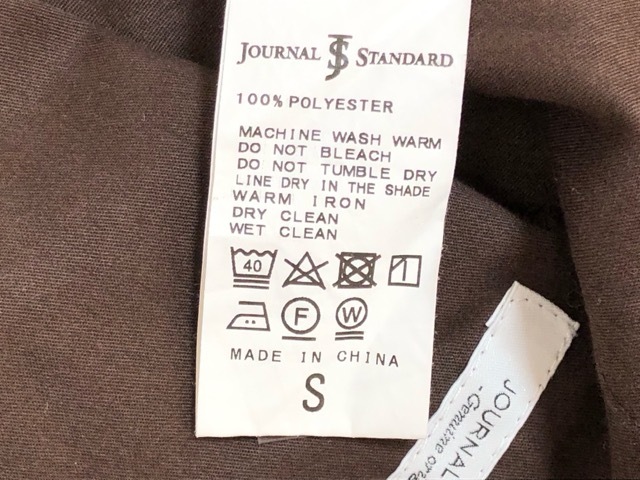 JOURNAL JS STANDARD
100% POLYESTER
MACHINE WASH WARM
DO NOT BLEACH
DO NOT TUMBLE DRY
LINE DRY IN THE SHADE
WARM IRON
DRY CLEAN
WET CLEAN
40
F W
MADE IN CHINA
S
JOURNAL
-Genuine